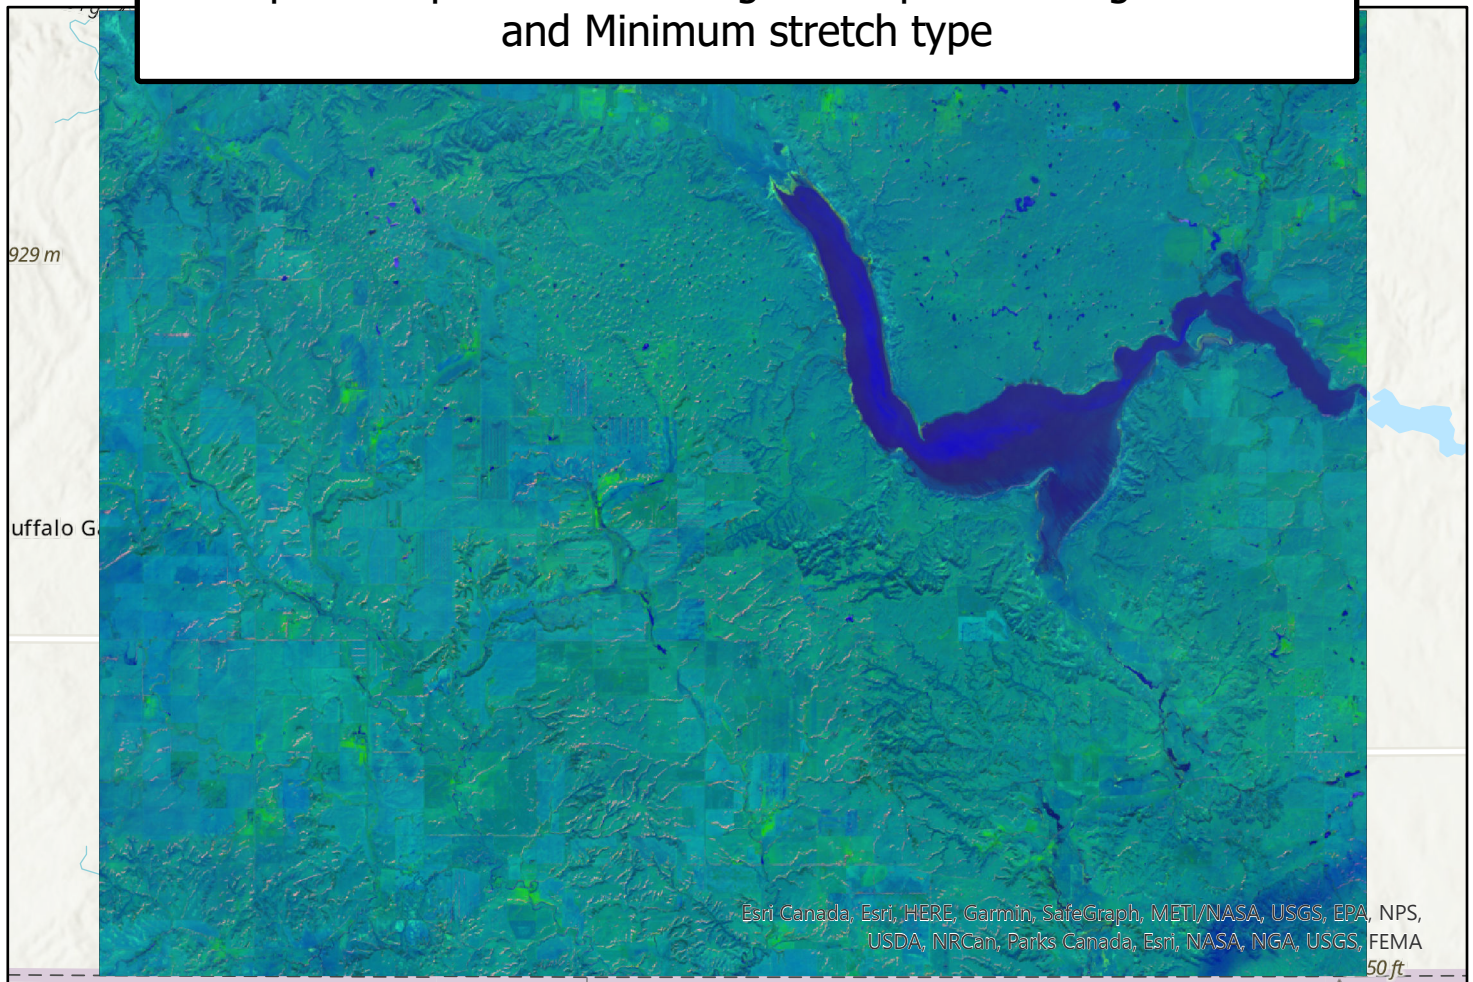 and Minimum stretch type
929 m
uffalo Ga
Esri Canada, Esri, HERE, Garmin, SafeGraph, METI/NASA, USGS, EPA, NPS,
USDA, NRCan, Parks Canada, Esri, NASA, NGA, USGS, FEMA
50 ft